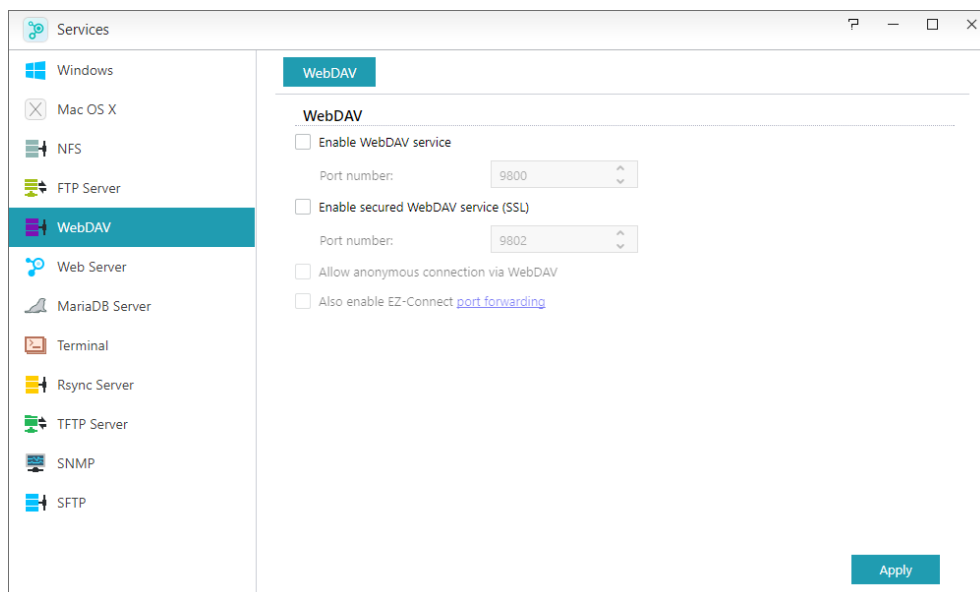 Services
Windows
Mac OS X
NFS
FTP Server
WebDAV
Web Server
MariaDB Server
Terminal
Rsync Server
TFTP Server
SNMP
SFTP
WebDAV
WebDAV
Enable WebDAV service
Port number: 9800
Enable secured WebDAV service (SSL)
Port number: 9802
Allow anonymous connection via WebDAV
Also enable EZ-Connect port forwarding
Apply